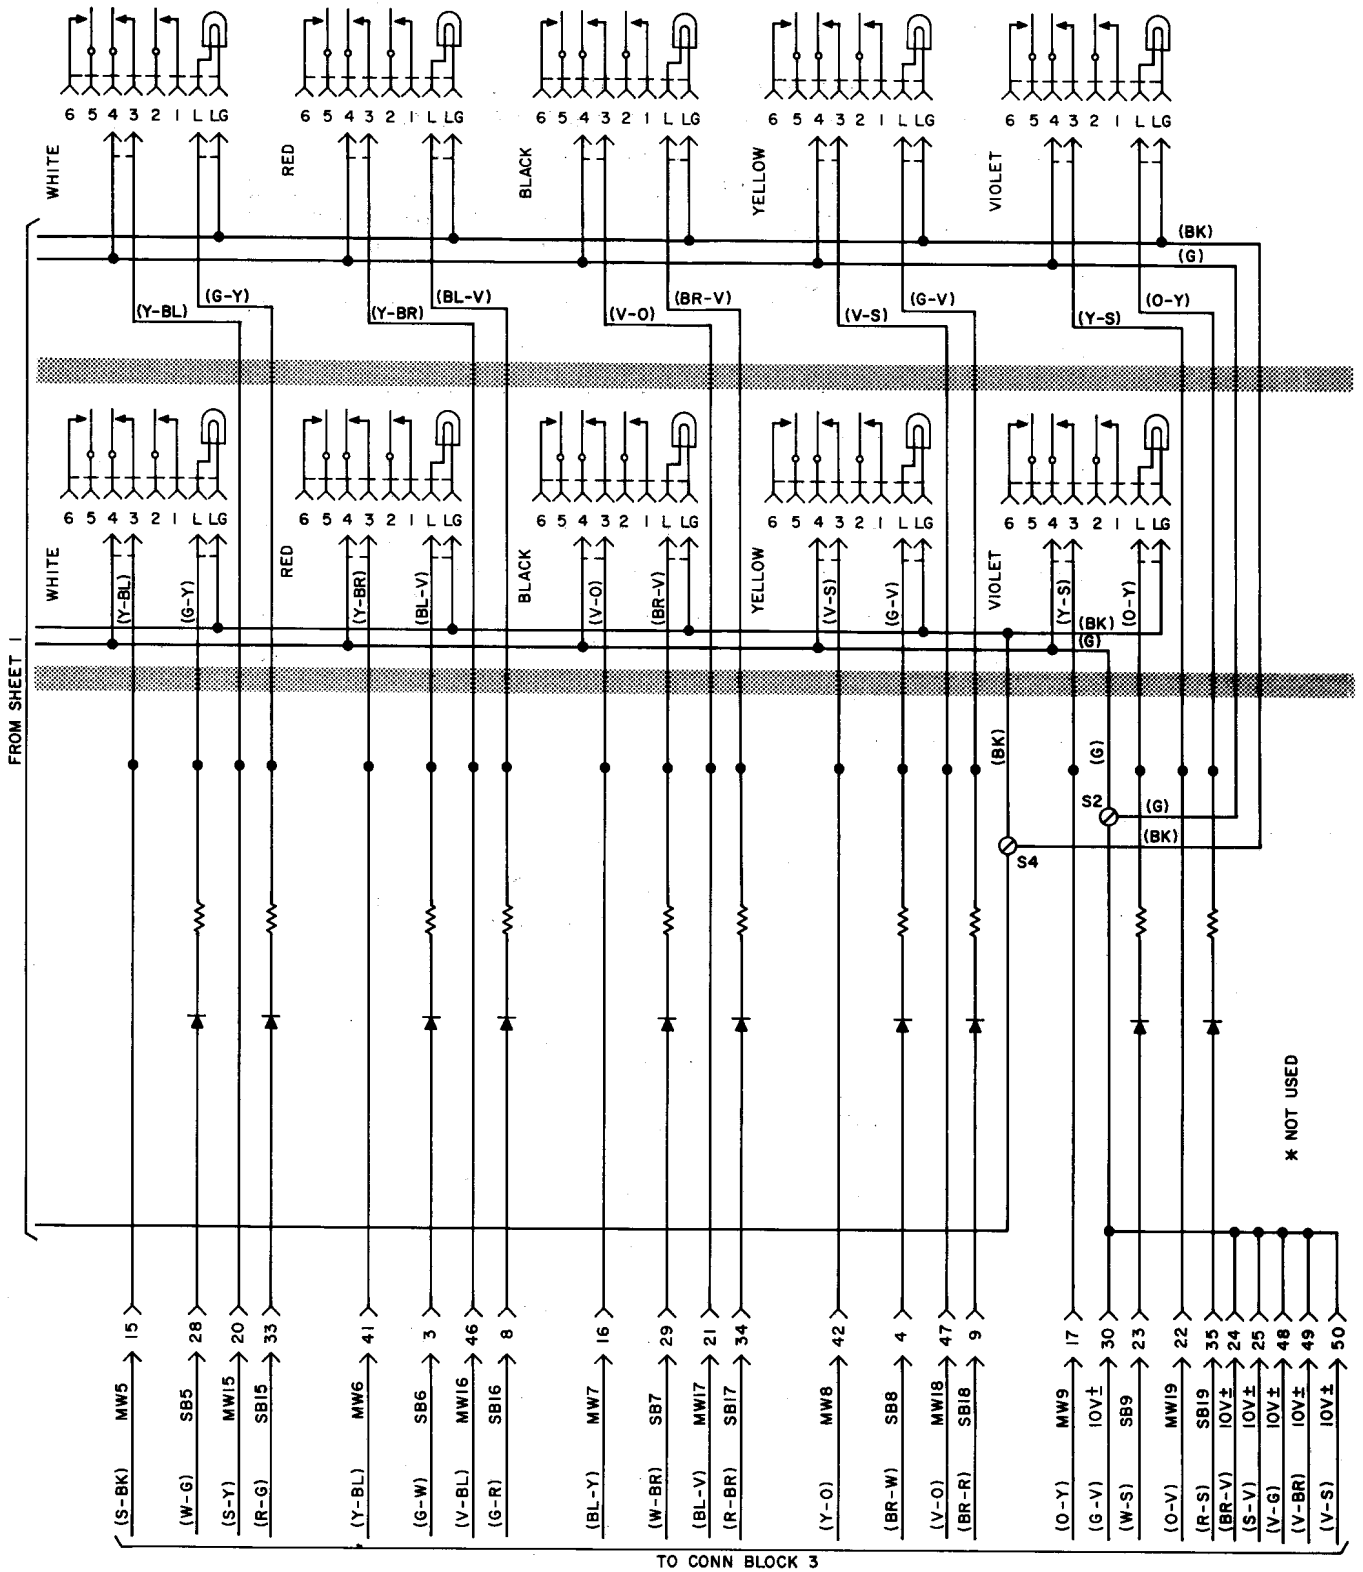 6 5 4 3 2 1 L LG
6 5 4 3 2 1 L LG
6 5 4 3 2 1 L LG
6 5 4 3 2 1 L LG
6 5 4 3 2 1 L LG
WHITE
RED
BLACK
YELLOW
VIOLET
(BK)
(G)
(Y-BL)
(G-Y)
(Y-BR)
(BL-V)
(V-O)
(BR-V)
(V-S)
(G-V)
(Y-S)
(O-Y)
6 5 4 3 2 1 L LG
6 5 4 3 2 1 L LG
6 5 4 3 2 1 L LG
6 5 4 3 2 1 L LG
6 5 4 3 2 1 L LG
WHITE
(Y-BL)
(G-Y)
RED
(Y-BR)
(BL-V)
BLACK
(V-O)
(BR-V)
YELLOW
(V-S)
(G-V)
VIOLET
(Y-S)
(BK)
(G)
(O-Y)
FROM SHEET 1
(BK)
(G)
S2
(G)
(BK)
S4
* NOT USED
15
28
20
33
41
3
46
8
16
29
21
34
42
4
47
9
17
30
23
22
35
24
25
48
49
50
MW5
SB5
MW15
SB15
MW6
SB6
MW16
SB16
MW7
SB7
MW17
SB17
MW8
SB8
MW18
SB18
MW9
10V±
SB9
MW19
SB19
10V±
10V±
10V±
10V±
10V±
(S-BK)
(W-G)
(S-Y)
(R-G)
(Y-BL)
(G-W)
(V-BL)
(G-R)
(BL-Y)
(W-BR)
(BL-V)
(R-BR)
(Y-O)
(BR-W)
(V-O)
(BR-R)
(O-Y)
(G-V)
(W-S)
(O-V)
(R-S)
(BR-V)
(S-V)
(V-G)
(V-BR)
(V-S)
TO CONN BLOCK 3